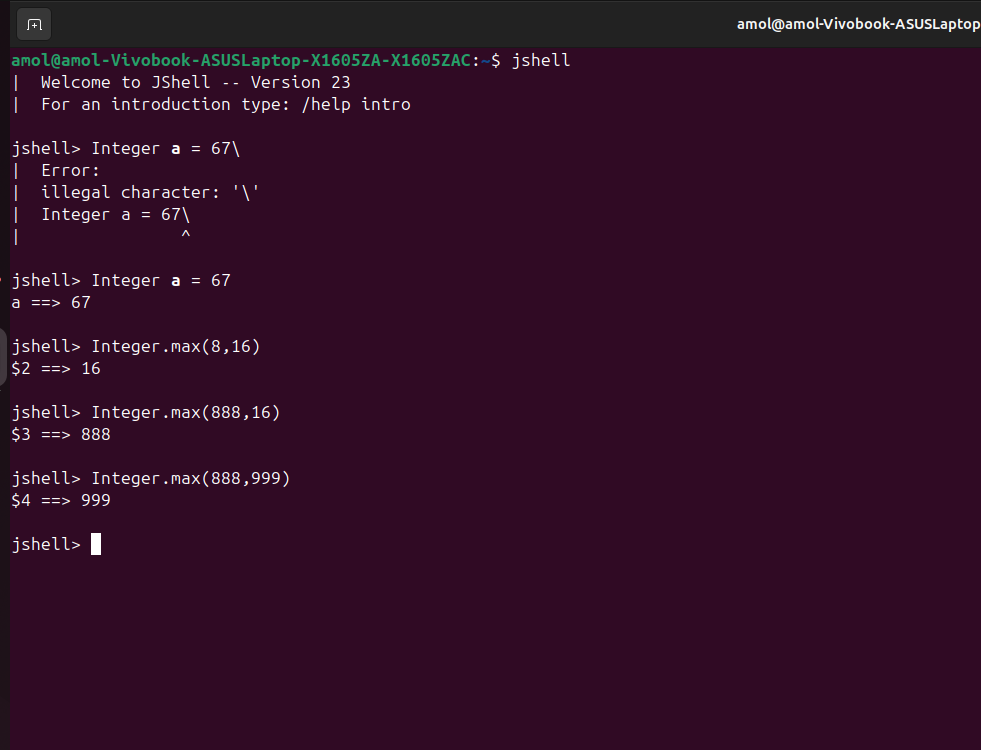 amol@amol-Vivobook-ASUSLaptop
amol@amol-Vivobook-ASUSLaptop-X1605ZA-X1605ZAC:~$ jshell
|  Welcome to JShell -- Version 23
|  For an introduction type: /help intro
jshell> Integer a = 67\
|  Error:
|  illegal character: '\'
|  Integer a = 67\
|                ^
jshell> Integer a = 67
a ==> 67
jshell> Integer.max(8,16)
$2 ==> 16
jshell> Integer.max(888,16)
$3 ==> 888
jshell> Integer.max(888,999)
$4 ==> 999
jshell>